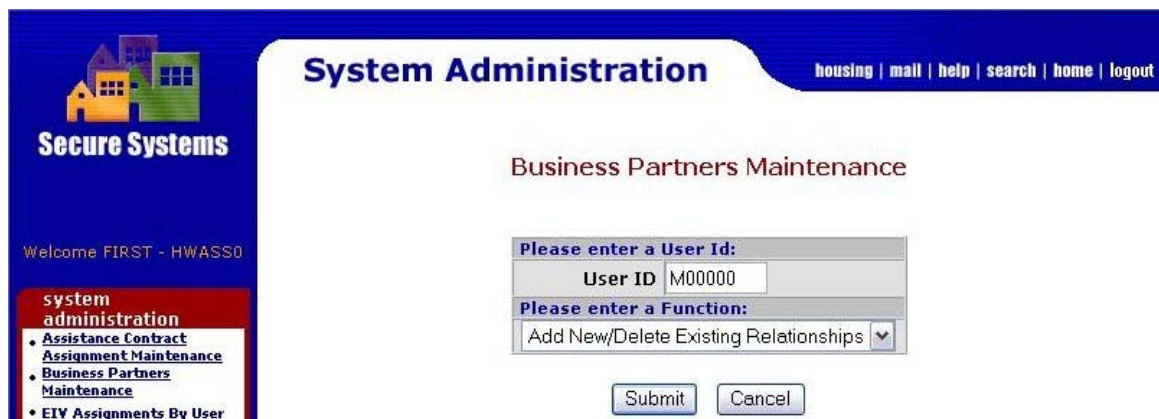 System Administration
housing | mail | help | search | home | logout
Secure Systems
Business Partners Maintenance
Welcome FIRST - HWASS0
Please enter a User Id:
User ID M00000
Please enter a Function:
Add New/Delete Existing Relationships
Submit Cancel
system
administration
• Assistance Contract
Assignment Maintenance
• Business Partners
Maintenance
• EIV Assignments By User